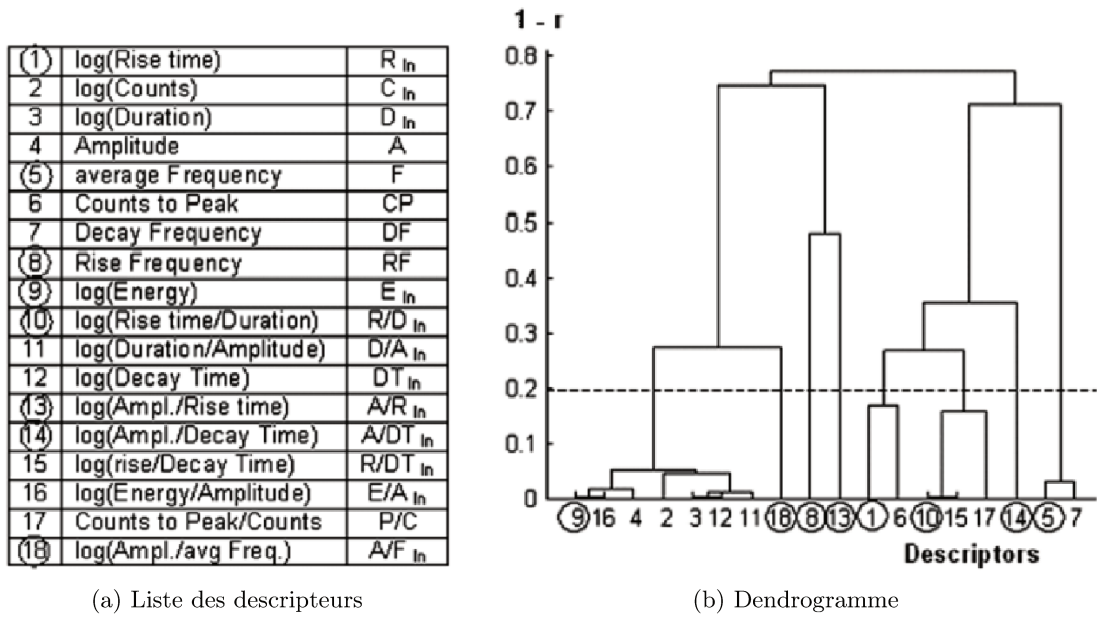 1 - r
1 log(Rise time) R ln
2 log(Counts) C ln
3 log(Duration) D ln
4 Amplitude A
5 average Frequency F
6 Counts to Peak CP
7 Decay Frequency DF
8 Rise Frequency RF
9 log(Energy) E ln
10 log(Rise time/Duration) R/D ln
11 log(Duration/Amplitude) D/A ln
12 log(Decay Time) DT ln
13 log(Ampl./Rise time) A/R ln
14 log(Ampl./Decay Time) A/DT ln
15 log(rise/Decay Time) R/DT ln
16 log(Energy/Amplitude) E/A ln
17 Counts to Peak/Counts P/C
18 log(Ampl./avg Freq.) A/F ln
0.8
0.7
0.6
0.5
0.4
0.3
0.2
0.1
0
9 16 4 2 3 12 11 18 8 13 1 6 10 15 17 14 5 7
Descriptors
(a) Liste des descripteurs
(b) Dendrogramme